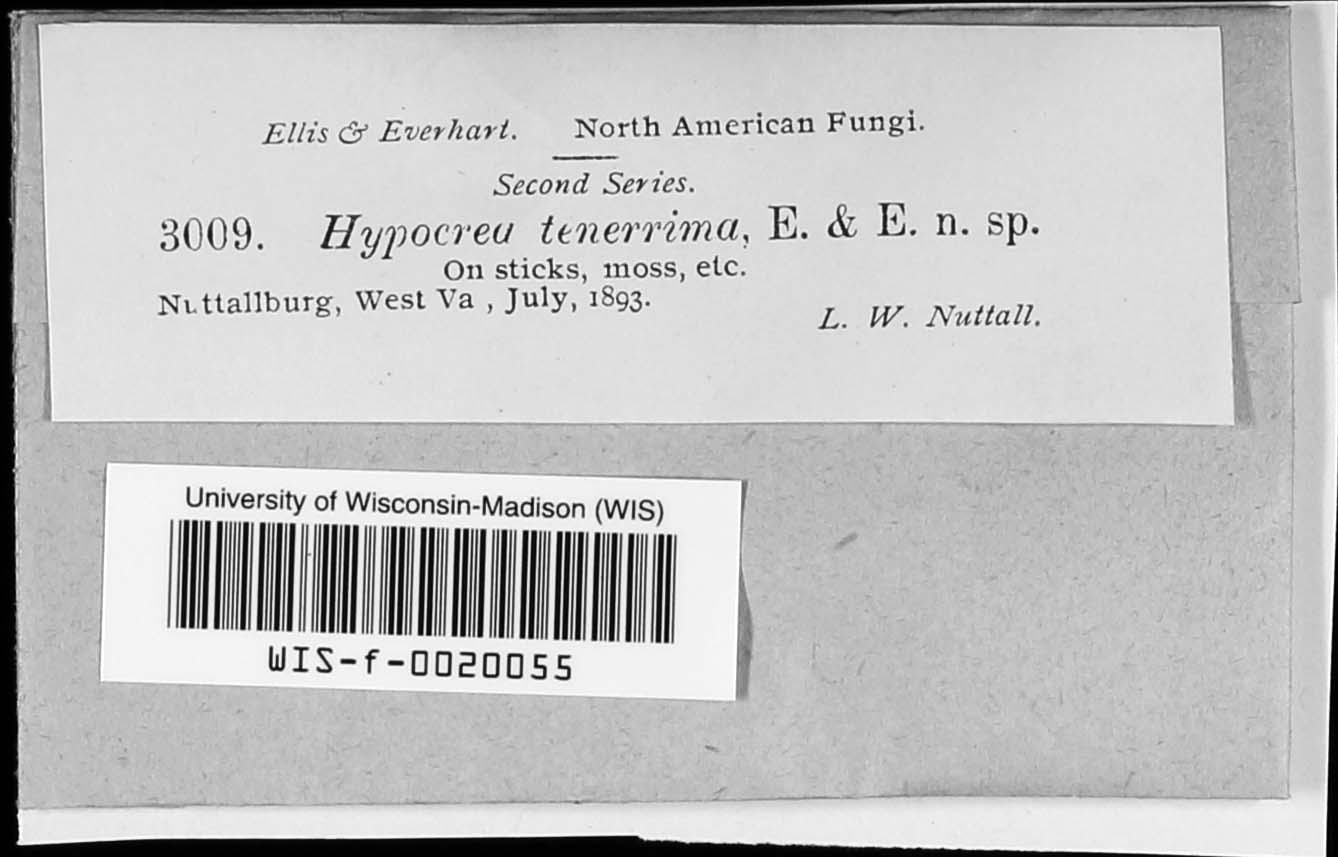 Ellis & Everhart. North American Fungi.
Second Series.
3009. Hypocrea tenerrima, E. & E. n. sp.
On sticks, moss, etc.
Nuttallburg, West Va , July, 1893.
L. W. Nuttall.
University of Wisconsin-Madison (WIS)
WIS-f-0020055